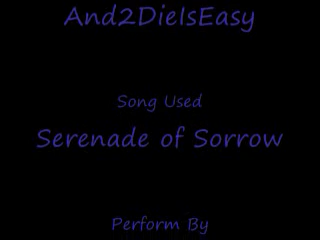 And2DieIsEasy
Song Used
Serenade of Sorrow
Perform By